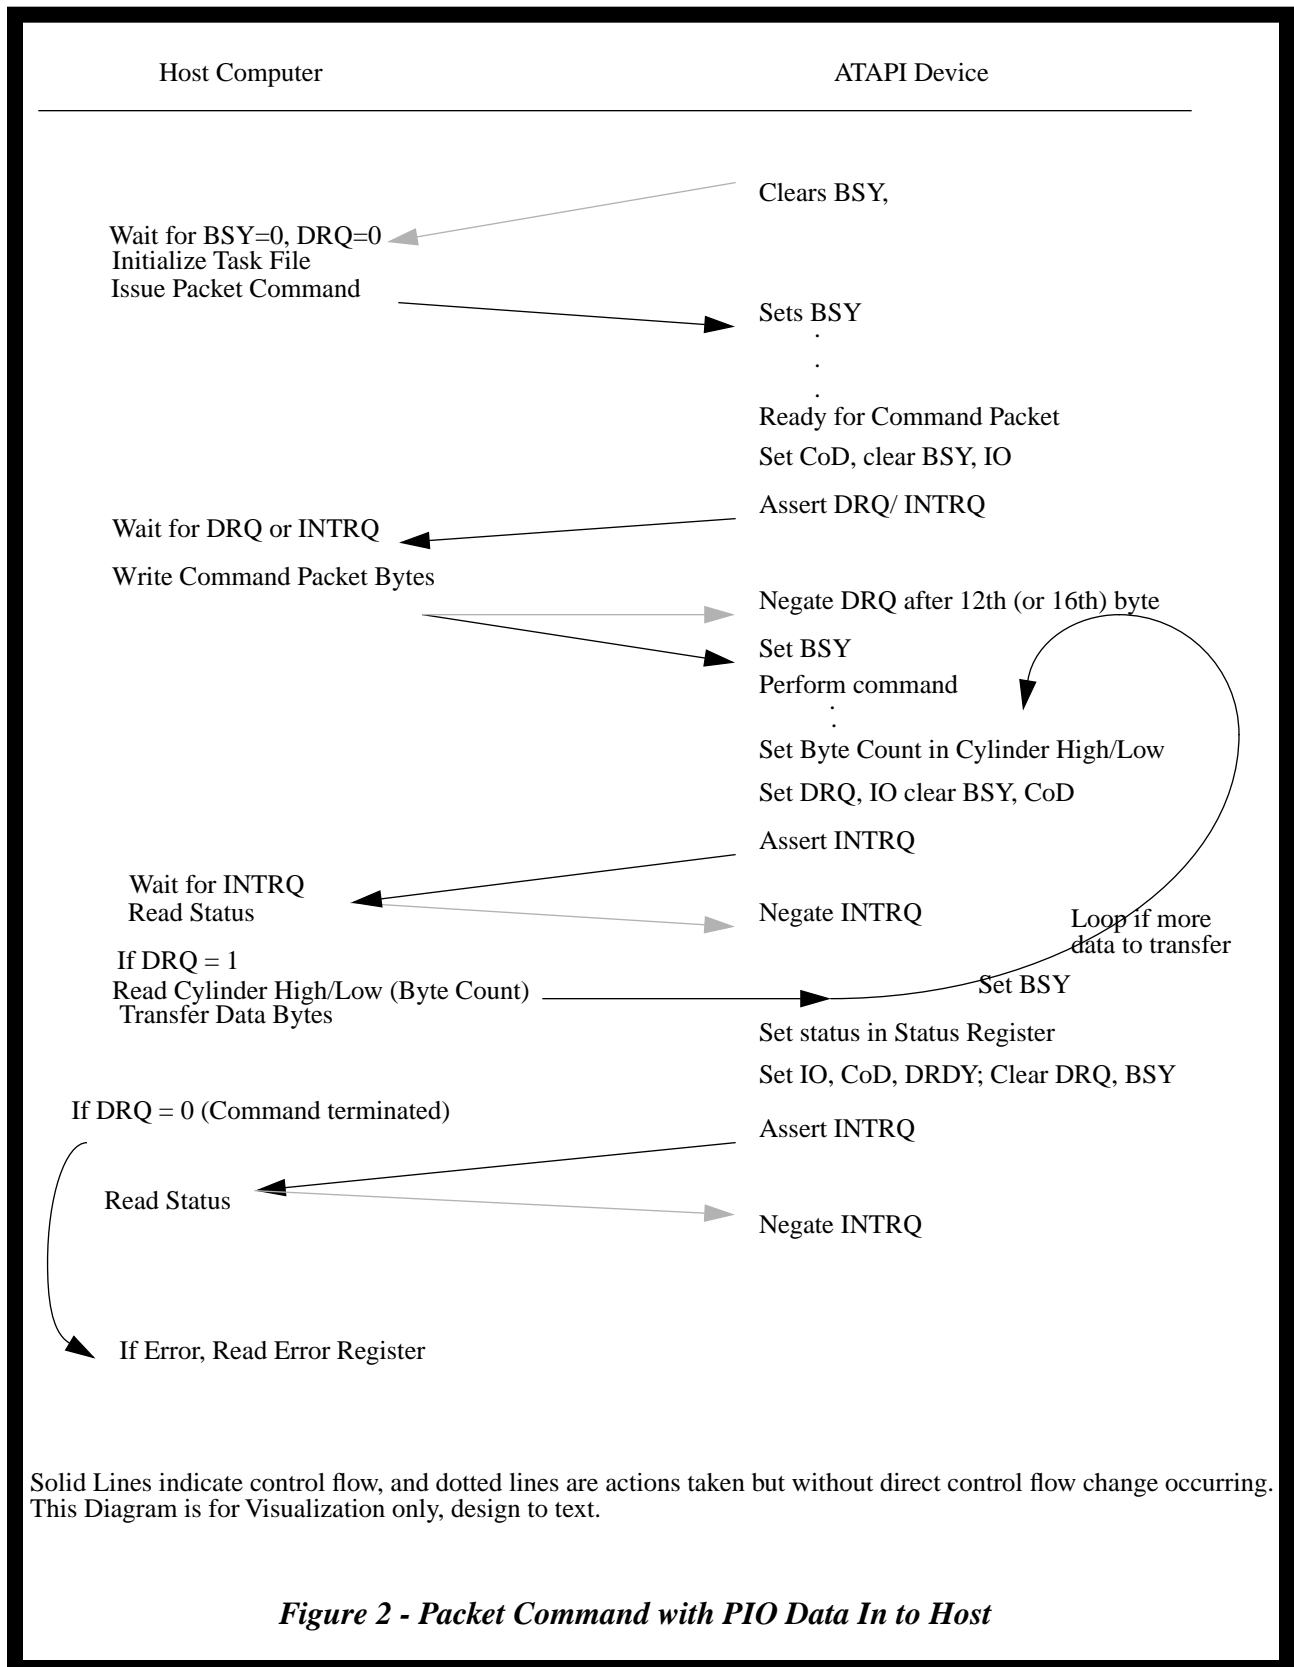 Host Computer
ATAPI Device
Clears BSY,
Wait for BSY=0, DRQ=0
Initialize Task File
Issue Packet Command
Sets BSY
.
.
.
Ready for Command Packet
Set CoD, clear BSY, IO
Assert DRQ/ INTRQ
Wait for DRQ or INTRQ
Write Command Packet Bytes
Negate DRQ after 12th (or 16th) byte
Set BSY
Perform command
.
.
Set Byte Count in Cylinder High/Low
Set DRQ, IO clear BSY, CoD
Assert INTRQ
Wait for INTRQ
Read Status
Negate INTRQ
Loop if more
data to transfer
If DRQ = 1
Read Cylinder High/Low (Byte Count)
Transfer Data Bytes
Set BSY
Set status in Status Register
Set IO, CoD, DRDY; Clear DRQ, BSY
If DRQ = 0 (Command terminated)
Assert INTRQ
Read Status
Negate INTRQ
If Error, Read Error Register
Solid Lines indicate control flow, and dotted lines are actions taken but without direct control flow change occurring.
This Diagram is for Visualization only, design to text.
Figure 2 - Packet Command with PIO Data In to Host